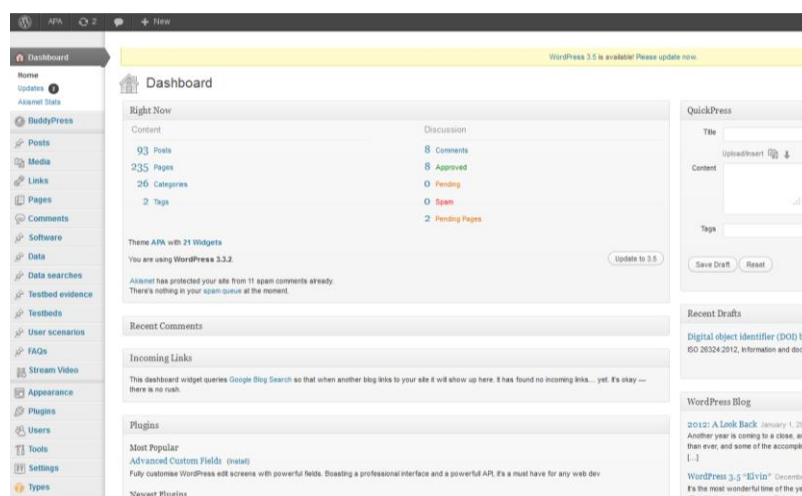 APA 2 + New
Dashboard
Home
Updates
Akismet Stats
BuddyPress
Posts
Media
Links
Pages
Comments
Software
Data
Data searches
Testbed evidence
Testbeds
User scenarios
FAQs
Stream Video
Appearance
Plugins
Users
Tools
Settings
Types
WordPress 3.5 is available! Please update now.
Dashboard
Right Now
Content
93 Posts
235 Pages
26 Categories
2 Tags
Discussion
8 Comments
8 Approved
0 Pending
0 Spam
2 Pending Pages
Theme APA with 21 Widgets
You are using WordPress 3.3.2.
Update to 3.5
Akismet has protected your site from 11 spam comments already.
There's nothing in your spam queue at the moment.
Recent Comments
Incoming Links
This dashboard widget queries Google Blog Search so that when another blog links to your site it will show up here. It has found no incoming links... yet. It's okay —
there is no rush.
Plugins
Most Popular
Advanced Custom Fields (Install)
Fully customise WordPress edit screens with powerful fields. Boasting a professional interface and a powerful API, it's a must have for any web dev
Newest Plugins
QuickPress
Title
Upload/Insert
Content
Tags
Save Draft
Reset
Recent Drafts
Digital object identifier (DOI)
ISO 26324:2012, Information and
WordPress Blog
2012: A Look Back January 1,
Another year is coming to a close,
than ever, and some of the
[...]
WordPress 3.5 "Elvin"
It's the most wonderful time of the